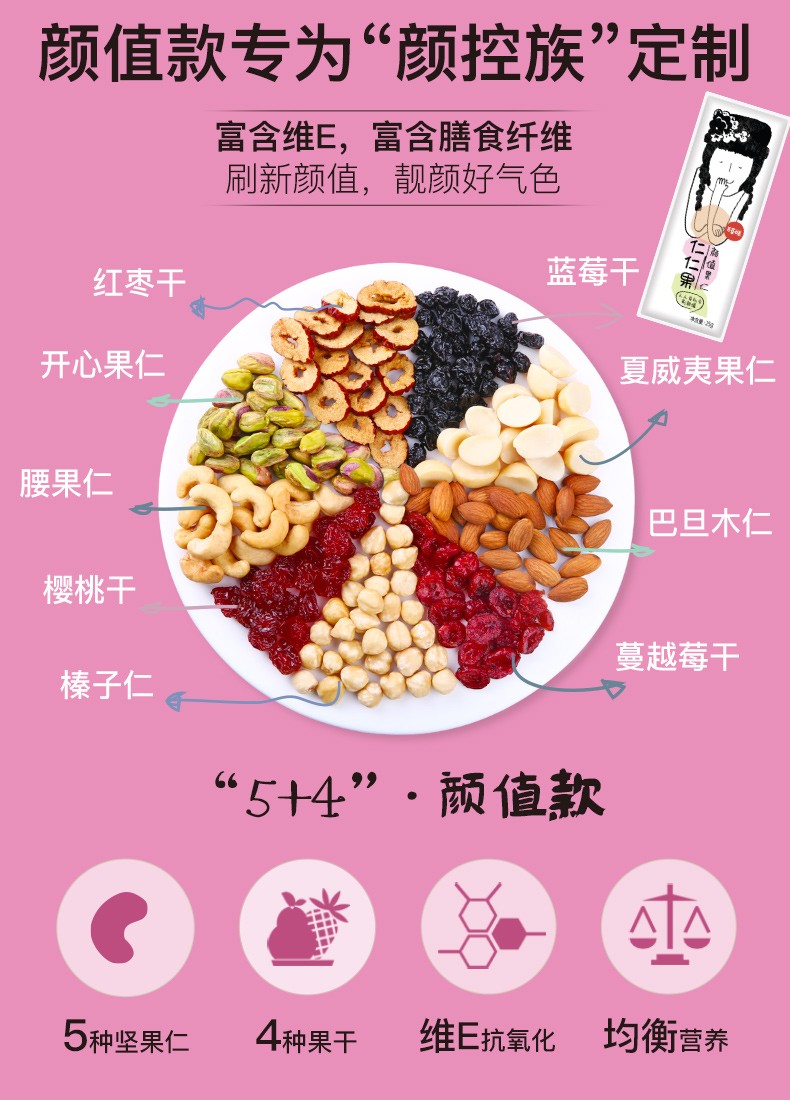 颜值款专为“颜控族”定制
富含维E，富含膳食纤维
刷新颜值，靓颜好气色
颜值果仁
仁仁果
净含量:25g
红枣干
蓝莓干
开心果仁
夏威夷果仁
腰果仁
巴旦木仁
樱桃干
蔓越莓干
榛子仁
“5+4”·颜值款
5种坚果仁
4种果干
维E抗氧化
均衡营养